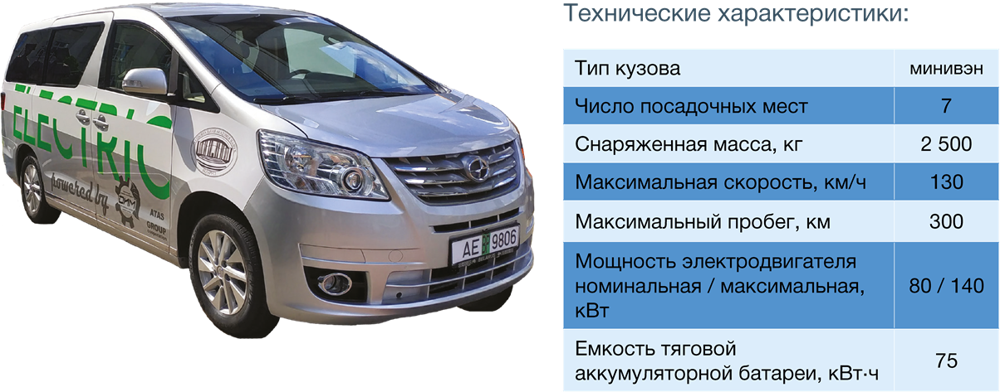 Технические характеристики:
Тип кузова минивэн
Число посадочных мест 7
Снаряженная масса, кг 2 500
Максимальная скорость, км/ч 130
Максимальный пробег, км 300
Мощность электродвигателя
номинальная / максимальная, 80 / 140
кВт
Емкость тяговой
аккумуляторной батареи, кВт·ч 75
ELECTRIC
powered by
ОИМ
ATAS
GROUP
AE 9806